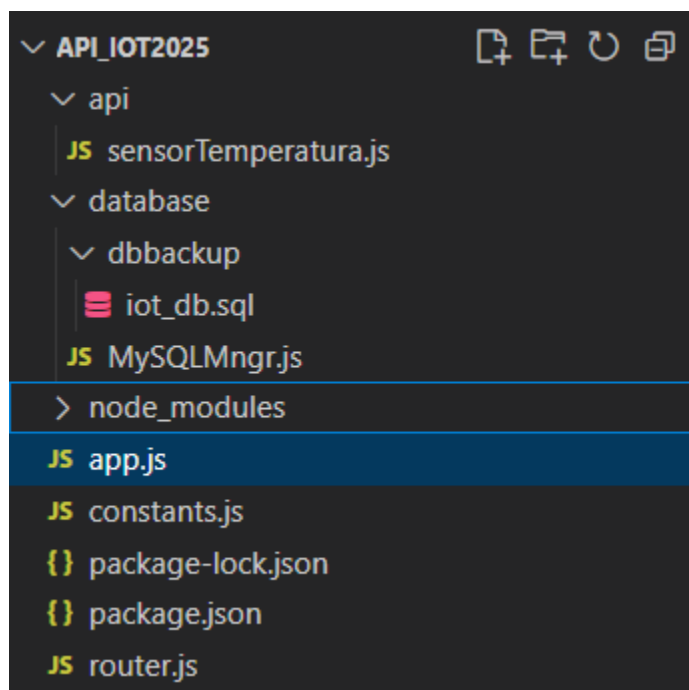 API_IOT2025
api
JS sensorTemperatura.js
database
dbbackup
iot_db.sql
JS MySQLMngr.js
node_modules
JS app.js
JS constants.js
{} package-lock.json
{} package.json
JS router.js